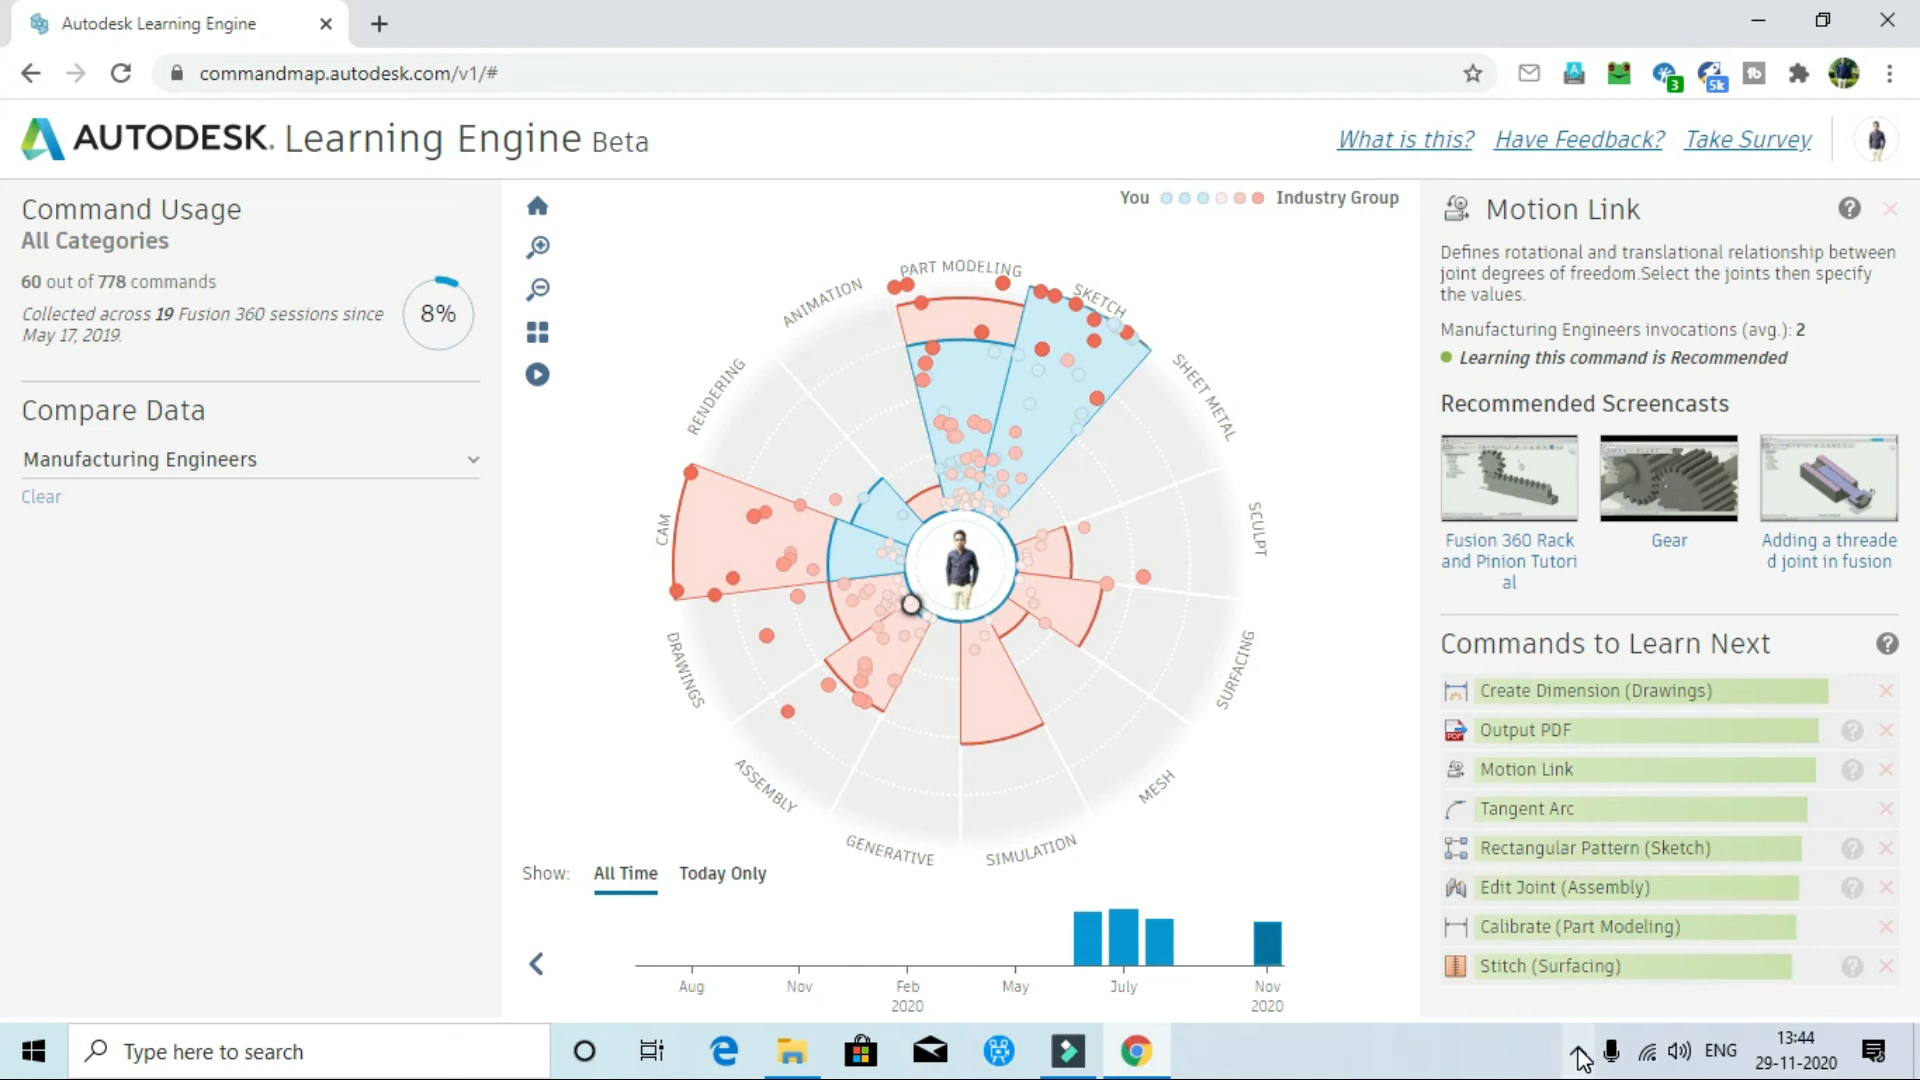 Autodesk Learning Engine
commandmap.autodesk.com/v1/#
3
5k
AUTODESK. Learning Engine Beta
What is this? Have Feedback? Take Survey
Command Usage
All Categories
60 out of 778 commands
Collected across 19 Fusion 360 sessions since
May 17, 2019.
8%
Compare Data
Manufacturing Engineers
Clear
You Industry Group
PART MODELING
SKETCH
SHEET METAL
SCULPT
SURFACING
MESH
SIMULATION
GENERATIVE
ASSEMBLY
DRAWINGS
CAM
RENDERING
ANIMATION
Show: All Time Today Only
Aug Nov Feb May July Nov
2020 2020
Motion Link
Defines rotational and translational relationship between
joint degrees of freedom.Select the joints then specify
the values.
Manufacturing Engineers invocations (avg.): 2
Learning this command is Recommended
Recommended Screencasts
Fusion 360 Rack
and Pinion Tutori
al
Gear
Adding a threade
d joint in fusion
Commands to Learn Next
Create Dimension (Drawings)
Output PDF
Motion Link
Tangent Arc
Rectangular Pattern (Sketch)
Edit Joint (Assembly)
Calibrate (Part Modeling)
Stitch (Surfacing)
Type here to search
ENG
13:44
29-11-2020